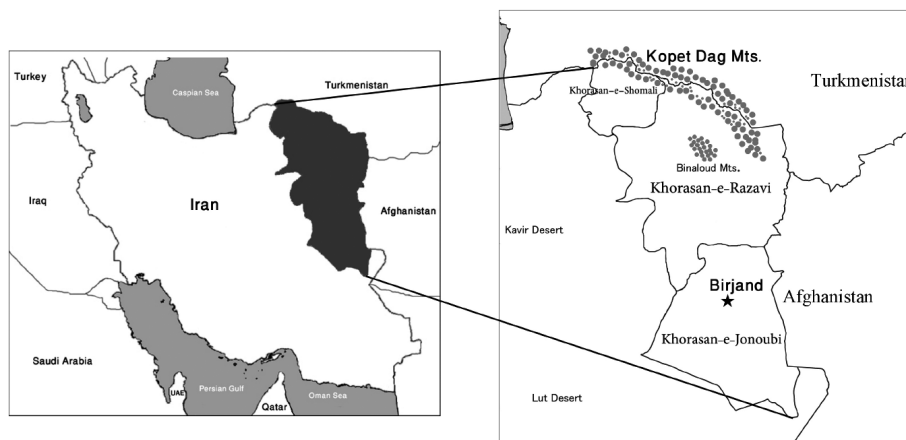 Turkey
Caspian Sea
Turkmenistan
Iraq
Iran
Afghanistan
Saudi Arabia
UAE
Persian Gulf
Qatar
Oman Sea
Kopet Dag Mts.
Turkmenistan
Khorasan-e-Shomali
Binaloud Mts.
Khorasan-e-Razavi
Kavir Desert
Birjand
Afghanistan
Khorasan-e-Jonoubi
Lut Desert